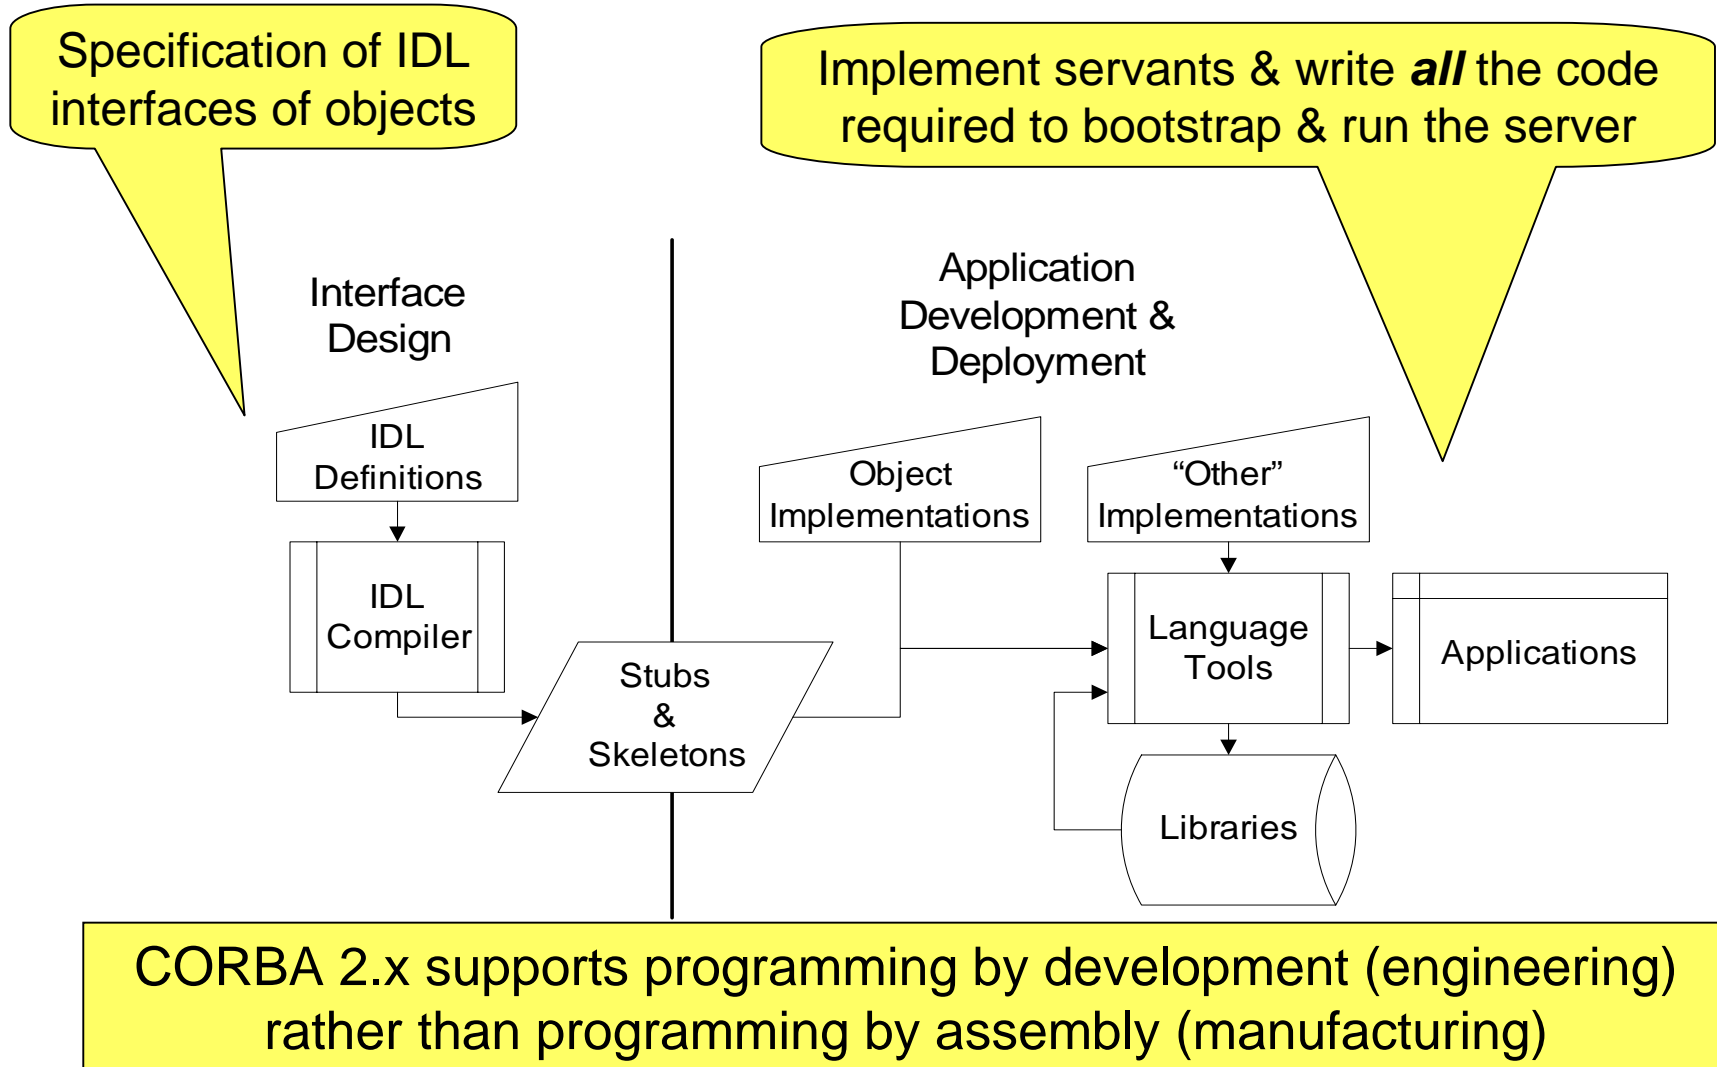 Specification of IDL
interfaces of objects
Implement servants & write all the code
required to bootstrap & run the server
Interface
Design
Application
Development &
Deployment
IDL
Definitions
Object
Implementations
“Other”
Implementations
IDL
Compiler
Language
Tools
Applications
Stubs
&
Skeletons
Libraries
CORBA 2.x supports programming by development (engineering)
rather than programming by assembly (manufacturing)